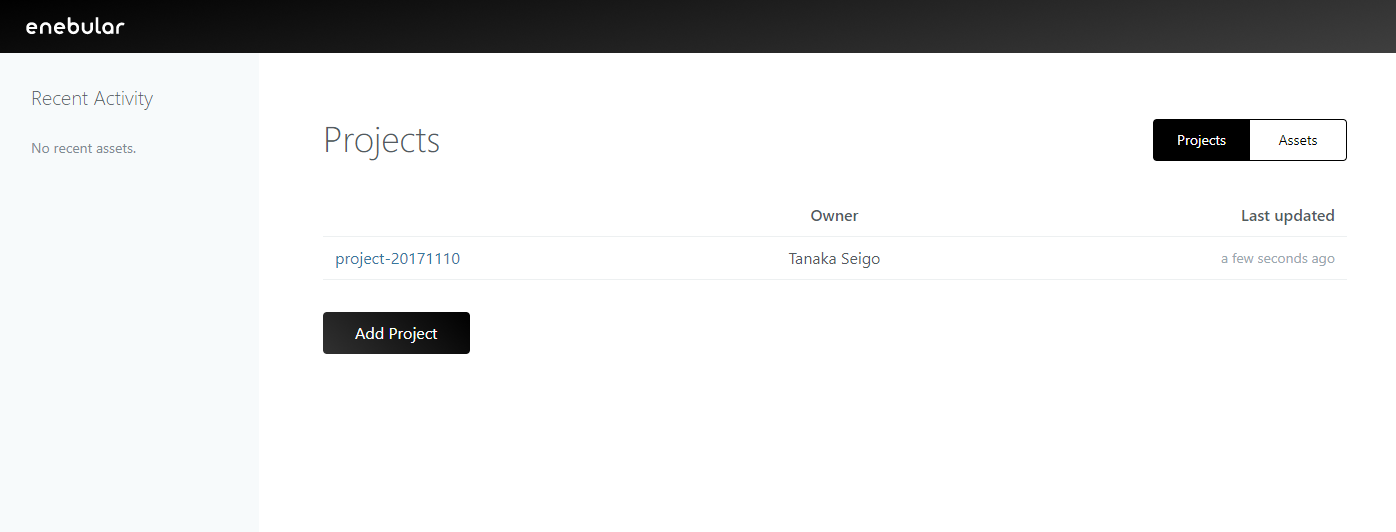 enebular
Recent Activity
No recent assets.
Projects
Projects Assets
Owner Last updated
project-20171110 Tanaka Seigo a few seconds ago
Add Project